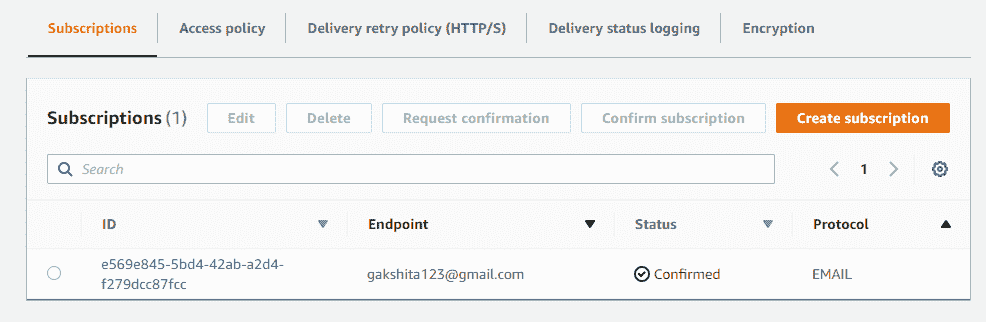 Subscriptions Access policy Delivery retry policy (HTTP/S) Delivery status logging Encryption
Subscriptions (1) Edit Delete Request confirmation Confirm subscription Create subscription
Search 1
ID Endpoint Status Protocol
e569e845-5bd4-42ab-a2d4-
f279dcc87fcc gakshita123@gmail.com Confirmed EMAIL